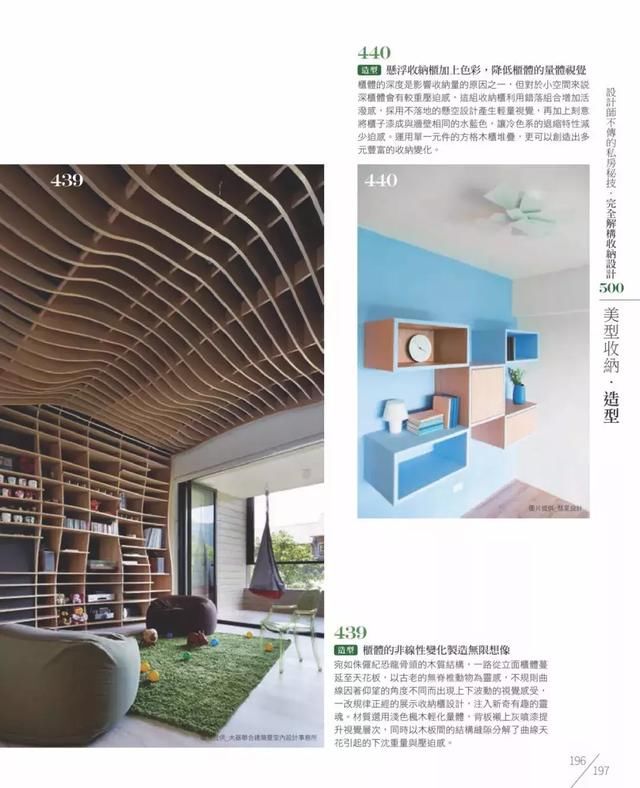 440
造型 懸浮收納櫃加上色彩，降低櫃體的量體視覺
櫃體的深度是影響收納量的原因之一，但對於小空間來說
深櫃體會有較重壓迫感，這組收納櫃利用錯落組合增加活
潑感，採用不落地的懸空設計產生輕量視覺，再加上刻意
將櫃子漆成與牆壁相同的水藍色，讓冷色系的退縮特性減
少迫感。運用單一元件的方格木櫃堆疊，更可以創造出多
元豐富的收納變化。
439
440
圖片提供_慧星設計
提供_大器聯合建築暨室內設計事務所
439
造型 櫃體的非線性變化製造無限想像
宛如侏儸紀恐龍骨頭的木質結構，一路從立面櫃體蔓
延至天花板，以古老的無脊椎動物為靈感，不規則曲
線因著仰望的角度不同而出現上下波動的視覺感受，
一改規律正經的展示收納櫃設計，注入新奇有趣的靈
魂。材質選用淺色楓木輕化量體，背板襯上灰噴漆提
升視覺層次，同時以木板間的結構縫隙分解了曲線天
花引起的下沈重量與壓迫感。
設計師不傳的私房秘技．完全解構收納設計500
美型收納．造型
196
197